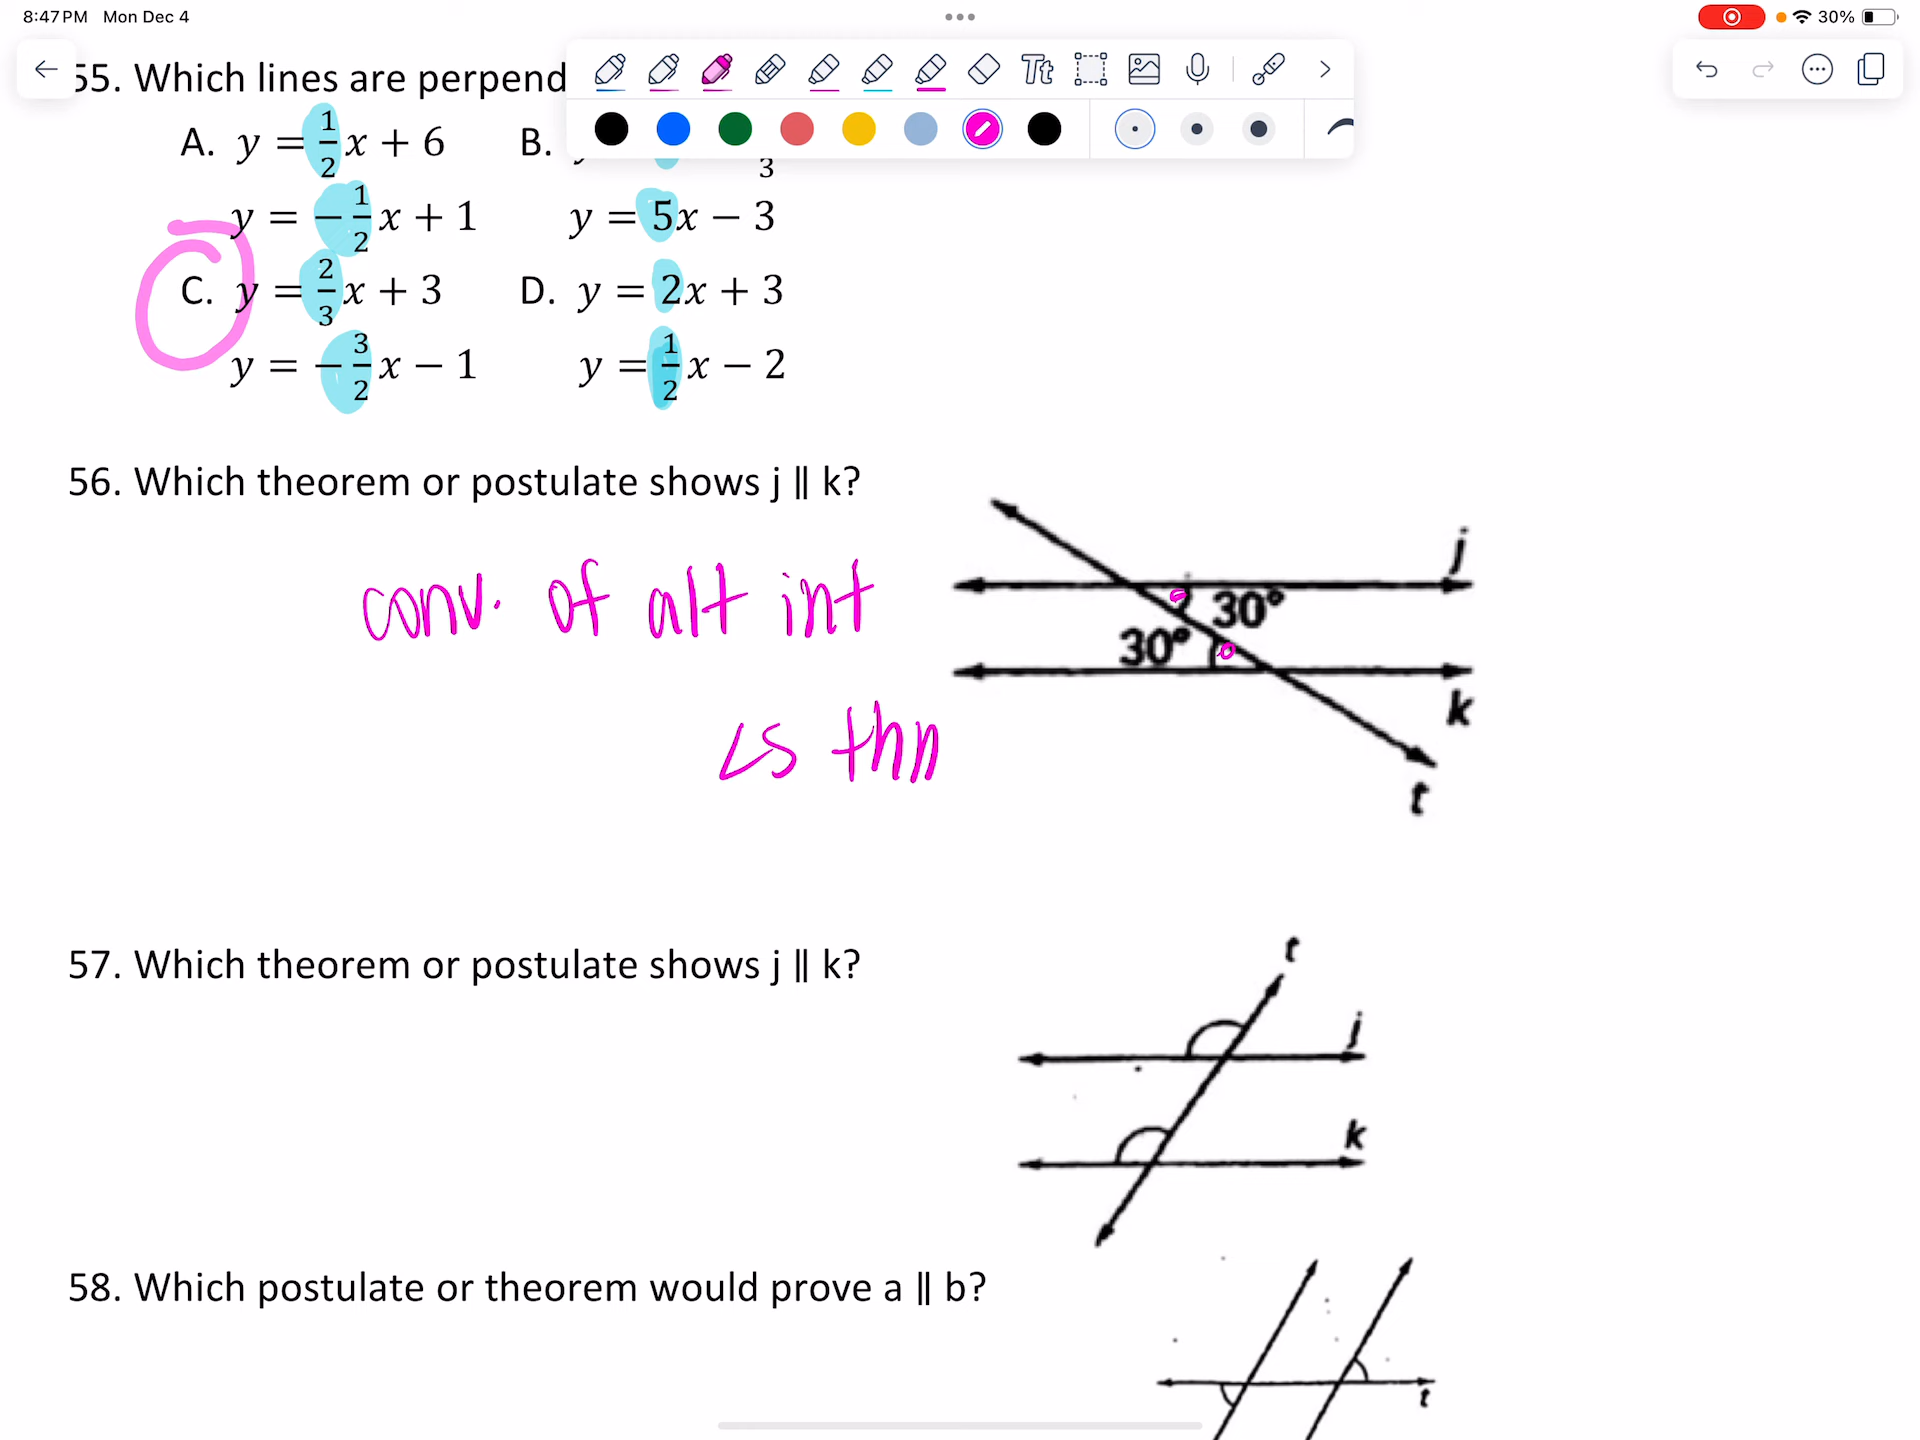 8:47 PM Mon Dec 4
30%
Tt
55. Which lines are perpend
A. y = 1/2 x + 6 B.
3
y = −1/2 x + 1 y = 5x − 3
C. y = 2/3 x + 3 D. y = 2x + 3
y = −3/2 x − 1 y = 1/2 x − 2
56. Which theorem or postulate shows j ∥ k?
j
conv. of alt int
30°
30°
k
∠s thm
t
57. Which theorem or postulate shows j ∥ k?
t
j
k
58. Which postulate or theorem would prove a ∥ b?
t